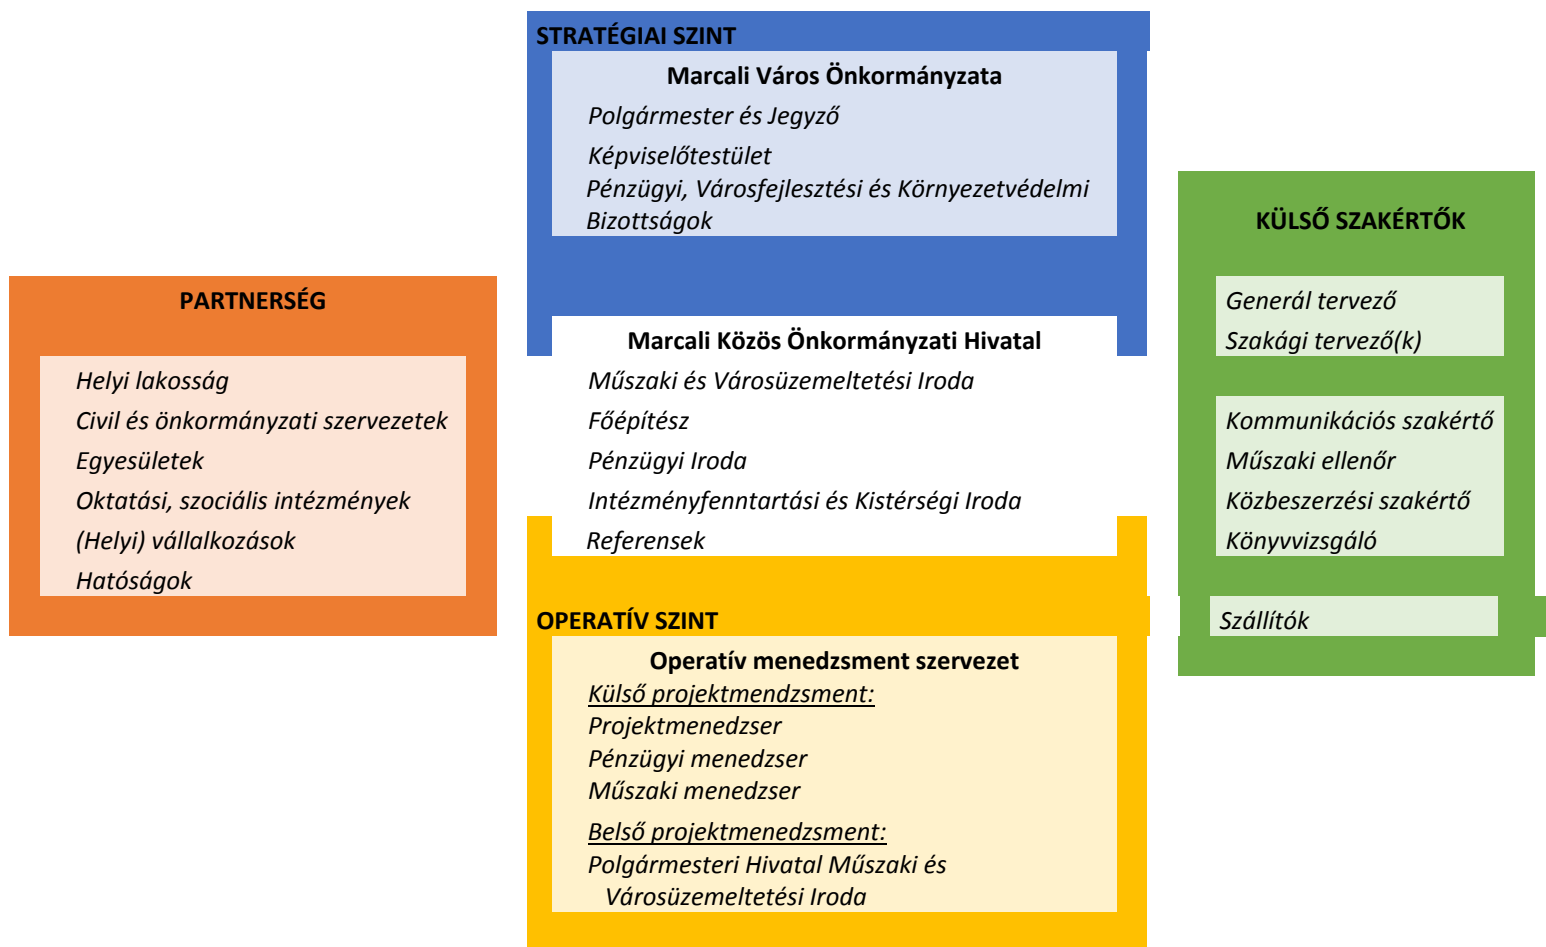 STRATÉGIAI SZINT
Marcali Város Önkormányzata
Polgármester és Jegyző
Képviselőtestület
Pénzügyi, Városfejlesztési és Környezetvédelmi
Bizottságok
PARTNERSÉG
Helyi lakosság
Civil és önkormányzati szervezetek
Egyesületek
Oktatási, szociális intézmények
(Helyi) vállalkozások
Hatóságok
Marcali Közös Önkormányzati Hivatal
Műszaki és Városüzemeltetési Iroda
Főépítész
Pénzügyi Iroda
Intézményfenntartási és Kistérségi Iroda
Referensek
OPERATÍV SZINT
Operatív menedzsment szervezet
Külső projektmendzsment:
Projektmenedzser
Pénzügyi menedzser
Műszaki menedzser
Belső projektmenedzsment:
Polgármesteri Hivatal Műszaki és
Városüzemeltetési Iroda
KÜLSŐ SZAKÉRTŐK
Generál tervező
Szakági tervező(k)
Kommunikációs szakértő
Műszaki ellenőr
Közbeszerzési szakértő
Könyvvizsgáló
Szállítók